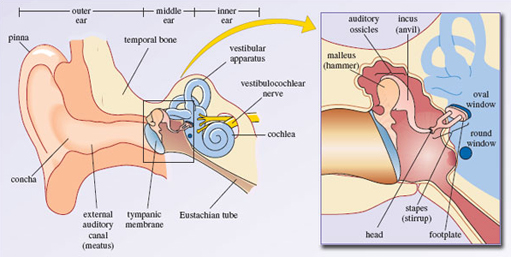 outer
ear
middle
ear
inner
ear
pinna
temporal bone
vestibular
apparatus
vestibulocochlear
nerve
cochlea
concha
external
auditory
canal
(meatus)
tympanic
membrane
Eustachian tube
auditory
ossicles
incus
(anvil)
malleus
(hammer)
oval
window
round
window
stapes
(stirrup)
head
footplate